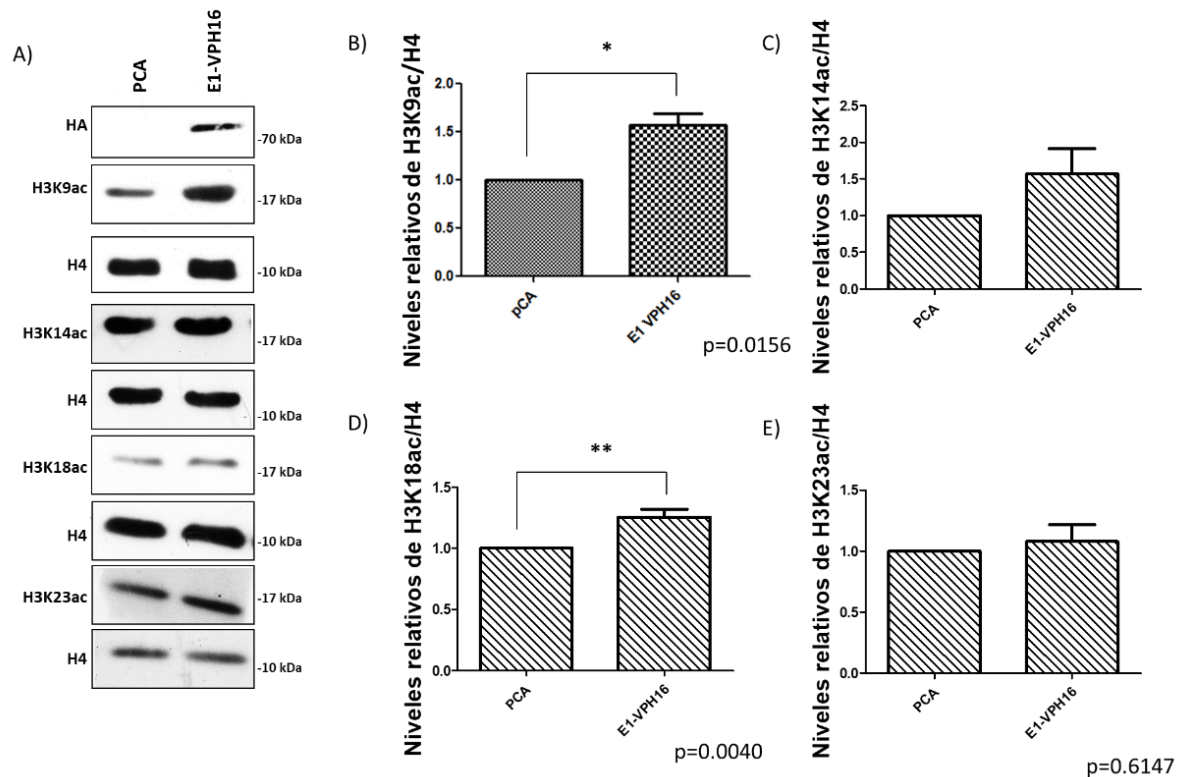 A)
PCA
E1-VPH16
HA
-70 kDa
H3K9ac
-17 kDa
H4
-10 kDa
H3K14ac
-17 kDa
H4
-10 kDa
H3K18ac
-17 kDa
H4
-10 kDa
H3K23ac
-17 kDa
H4
-10 kDa
B)
Niveles relativos de H3K9ac/H4
2.0
1.5
1.0
0.5
0.0
*
pCA
E1 VPH16
p=0.0156
C)
Niveles relativos de H3K14ac/H4
2.5
2.0
1.5
1.0
0.5
0.0
PCA
E1-VPH16
D)
Niveles relativos de H3K18ac/H4
1.5
1.0
0.5
0.0
**
PCA
E1-VPH16
p=0.0040
E)
Niveles relativos de H3K23ac/H4
1.5
1.0
0.5
0.0
PCA
E1-VPH16
p=0.6147